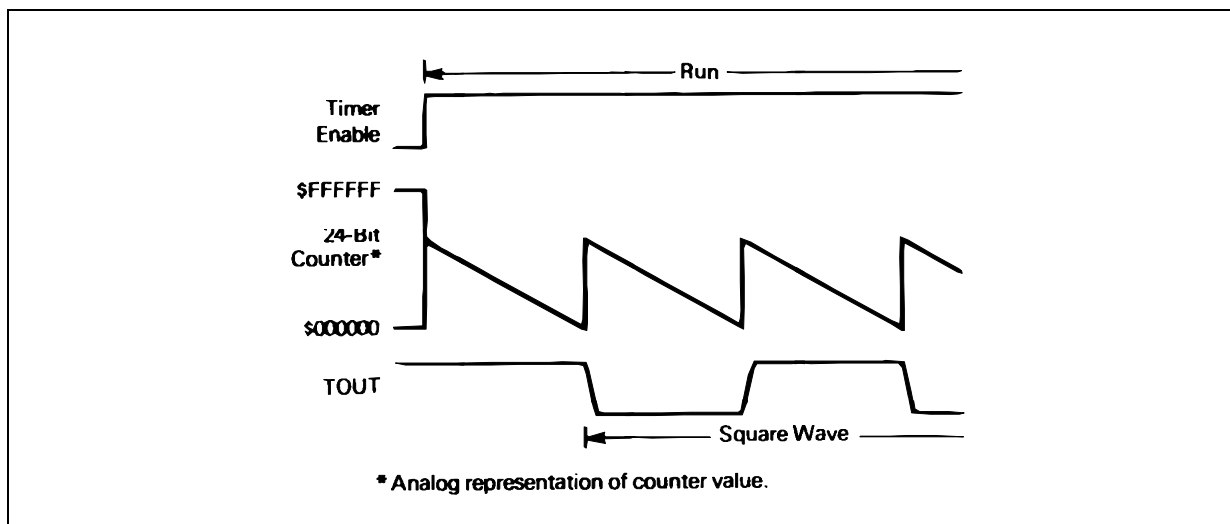 Run
Timer
Enable
$FFFFFF
24-Bit
Counter*
$000000
TOUT
Square Wave
* Analog representation of counter value.